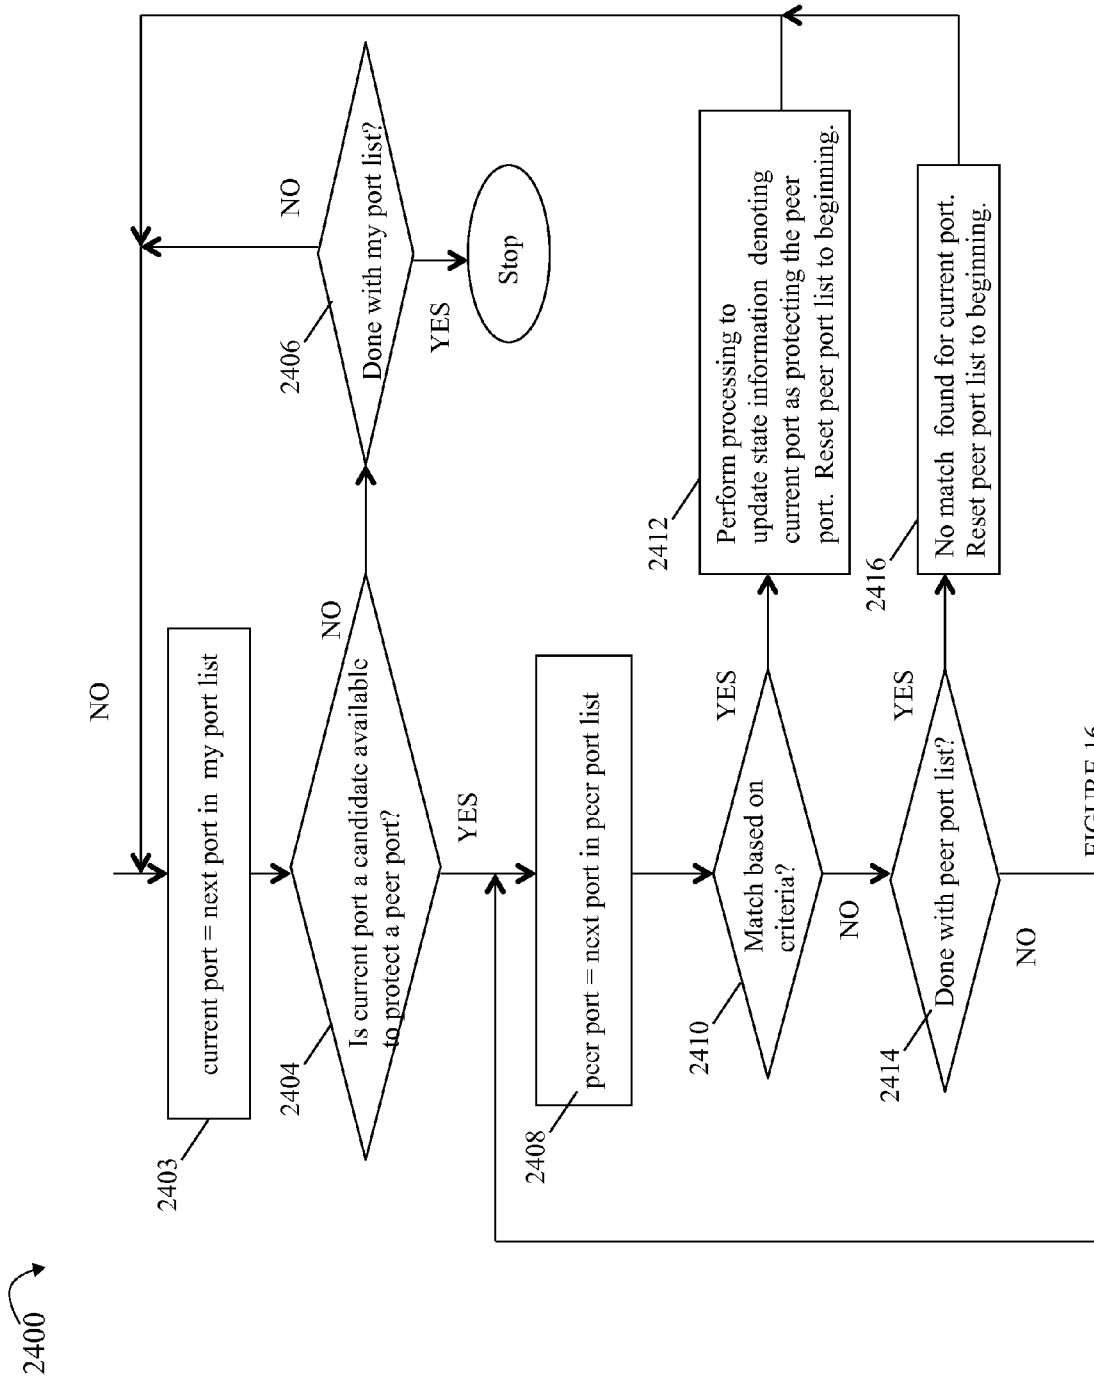 2400
NO
2403
current port = next port in my port list
2404
Is current port a candidate available
to protect a peer port?
NO
YES
2406
Done with my port list?
NO
YES
Stop
2408
peer port = next port in peer port list
2410
Match based on
criteria?
YES
NO
2412
Perform processing to
update state information denoting
current port as protecting the peer
port. Reset peer port list to beginning.
2414
Done with peer port list?
YES
NO
2416
No match found for current port.
Reset peer port list to beginning.
FIGURE 16